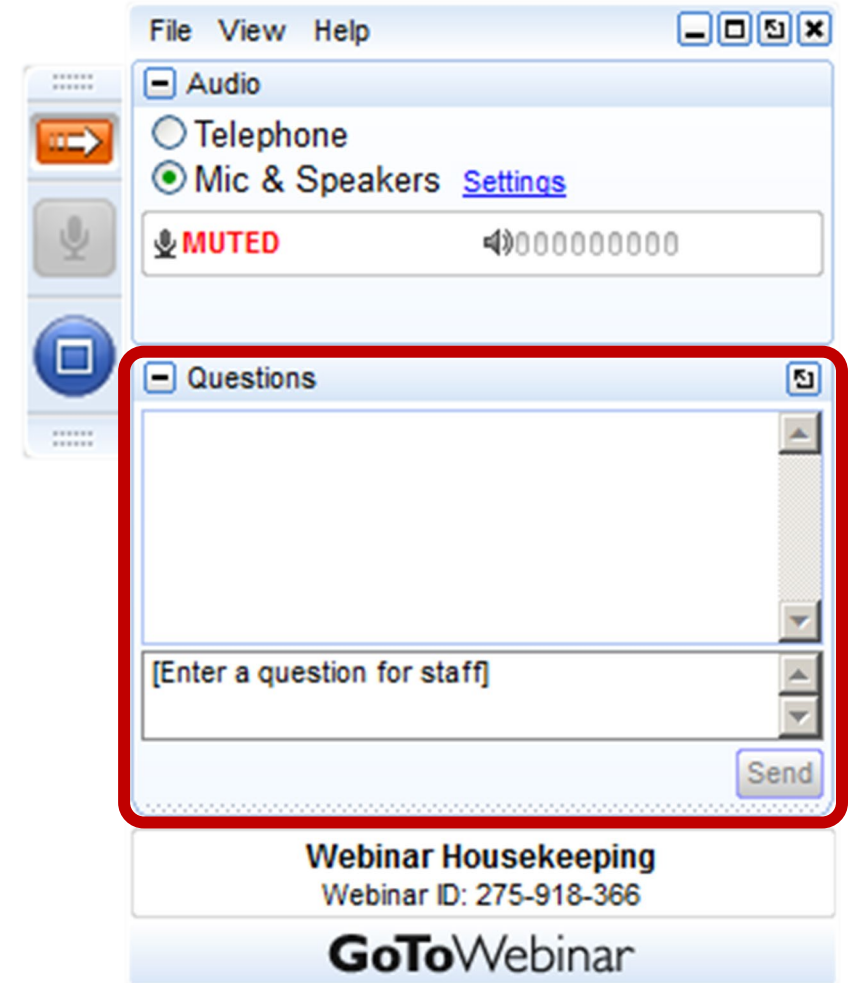 File View Help
Audio
Telephone
Mic & Speakers Settings
MUTED
Questions
[Enter a question for staff]
Send
Webinar Housekeeping
Webinar ID: 275-918-366
GoToWebinar